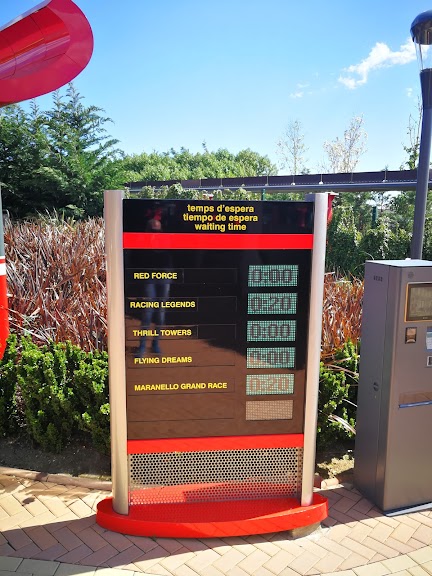 temps d'espera
tiempo de espera
waiting time
RED FORCE 0:00
RACING LEGENDS 0:20
THRILL TOWERS 0:00
FLYING DREAMS
MARANELLO GRAND RACE 0:20